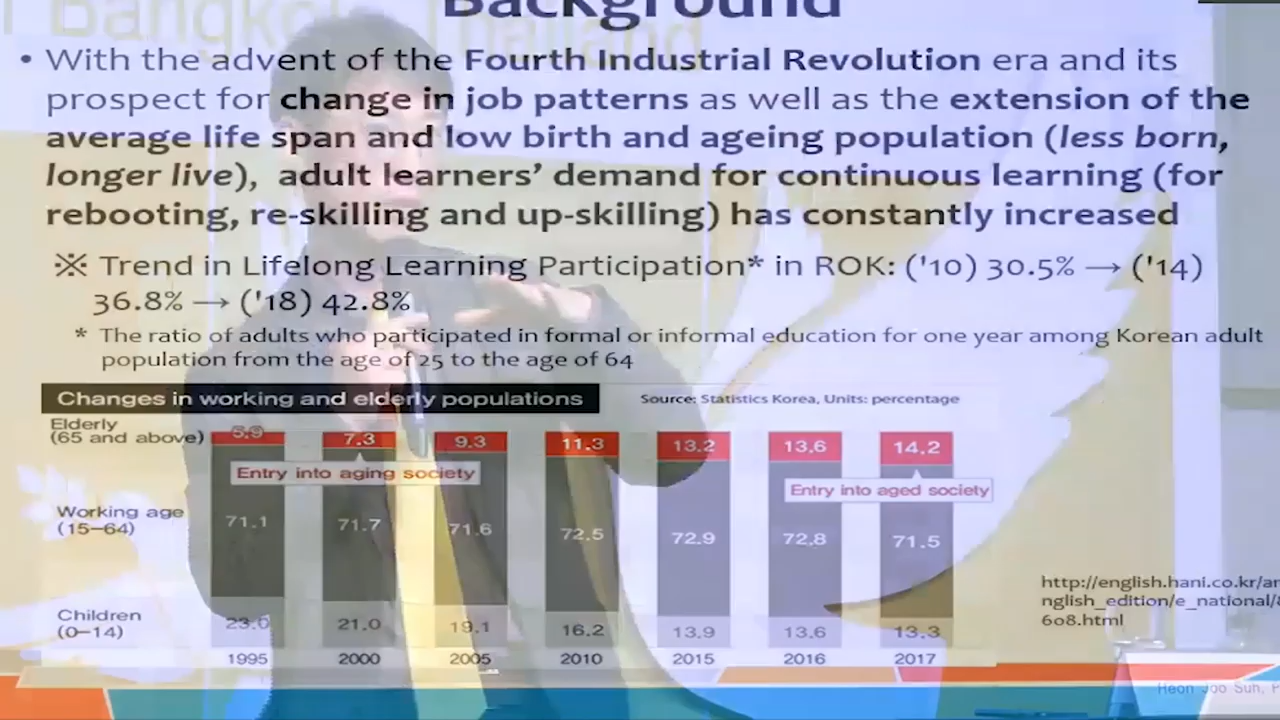 Bangkok, Thailand
Background
• With the advent of the Fourth Industrial Revolution era and its
prospect for change in job patterns as well as the extension of the
average life span and low birth and ageing population (less born,
longer live), adult learners' demand for continuous learning (for
rebooting, re-skilling and up-skilling) has constantly increased
※ Trend in Lifelong Learning Participation* in ROK: ('10) 30.5% → ('14)
36.8% → ('18) 42.8%
* The ratio of adults who participated in formal or informal education for one year among Korean adult
population from the age of 25 to the age of 64
Changes in working and elderly populations
Source: Statistics Korea, Units: percentage
Elderly
(65 and above)
5.9 7.3 9.3 11.3 13.2 13.6 14.2
Entry into aging society
Entry into aged society
Working age
(15–64)
71.1 71.7 71.6 72.5 72.9 72.8 71.5
Children
(0–14)
23.0 21.0 19.1 16.2 13.9 13.6 13.3
1995 2000 2005 2010 2015 2016 2017
http://english.hani.co.kr/ar
nglish_edition/e_national/8
608.html
Heon Joo Suh, P